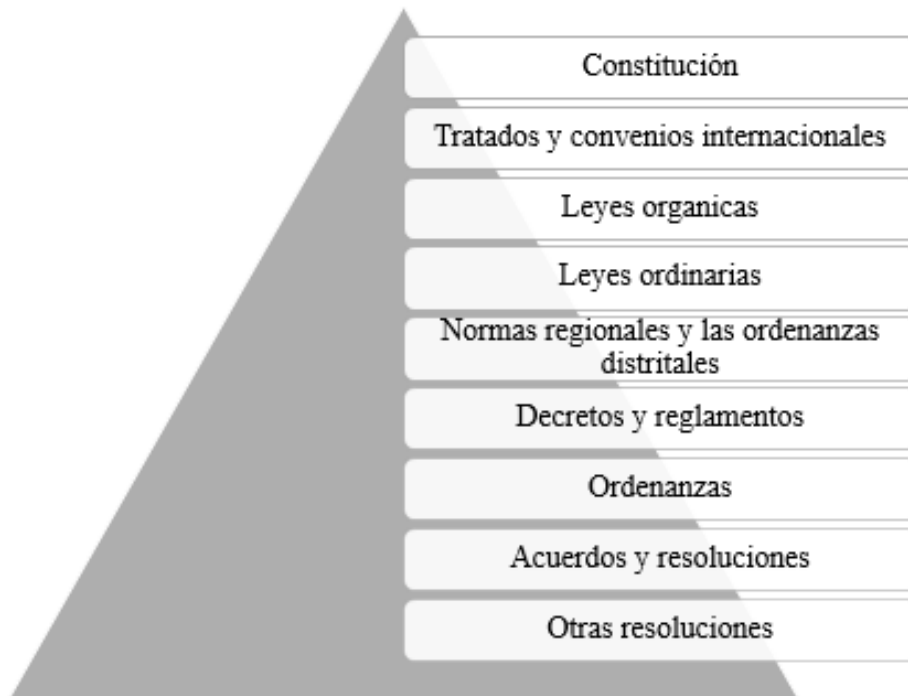 Constitución
Tratados y convenios internacionales
Leyes organicas
Leyes ordinarias
Normas regionales y las ordenanzas
distritales
Decretos y reglamentos
Ordenanzas
Acuerdos y resoluciones
Otras resoluciones